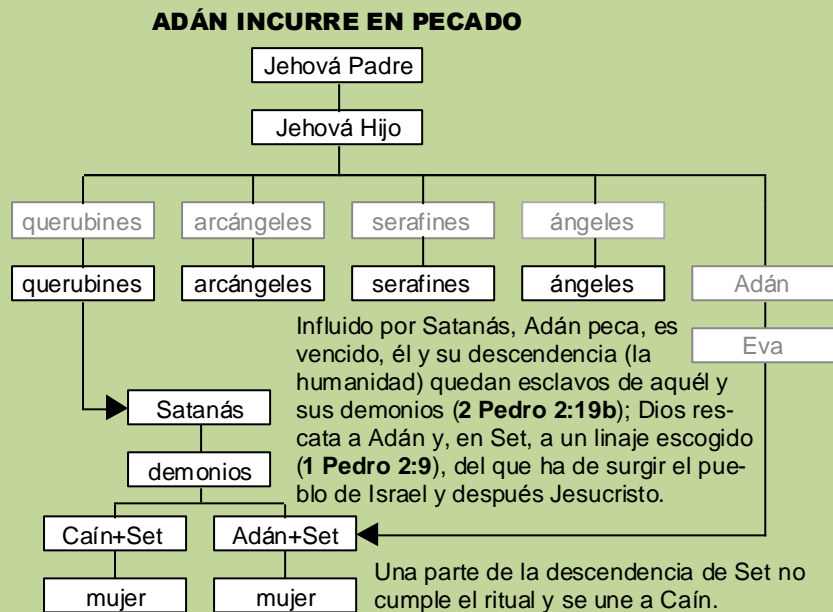 ADÁN INCURRE EN PECADO
Jehová Padre
Jehová Hijo
querubines arcángeles serafines ángeles
querubines arcángeles serafines ángeles Adán
Eva
Influido por Satanás, Adán peca, es
vencido, él y su descendencia (la
humanidad) quedan esclavos de aquél y
sus demonios (2 Pedro 2:19b); Dios res-
cata a Adán y, en Set, a un linaje escogido
(1 Pedro 2:9), del que ha de surgir el pue-
blo de Israel y después Jesucristo.
Satanás
demonios
Caín+Set Adán+Set
mujer mujer
Una parte de la descendencia de Set no
cumple el ritual y se une a Caín.